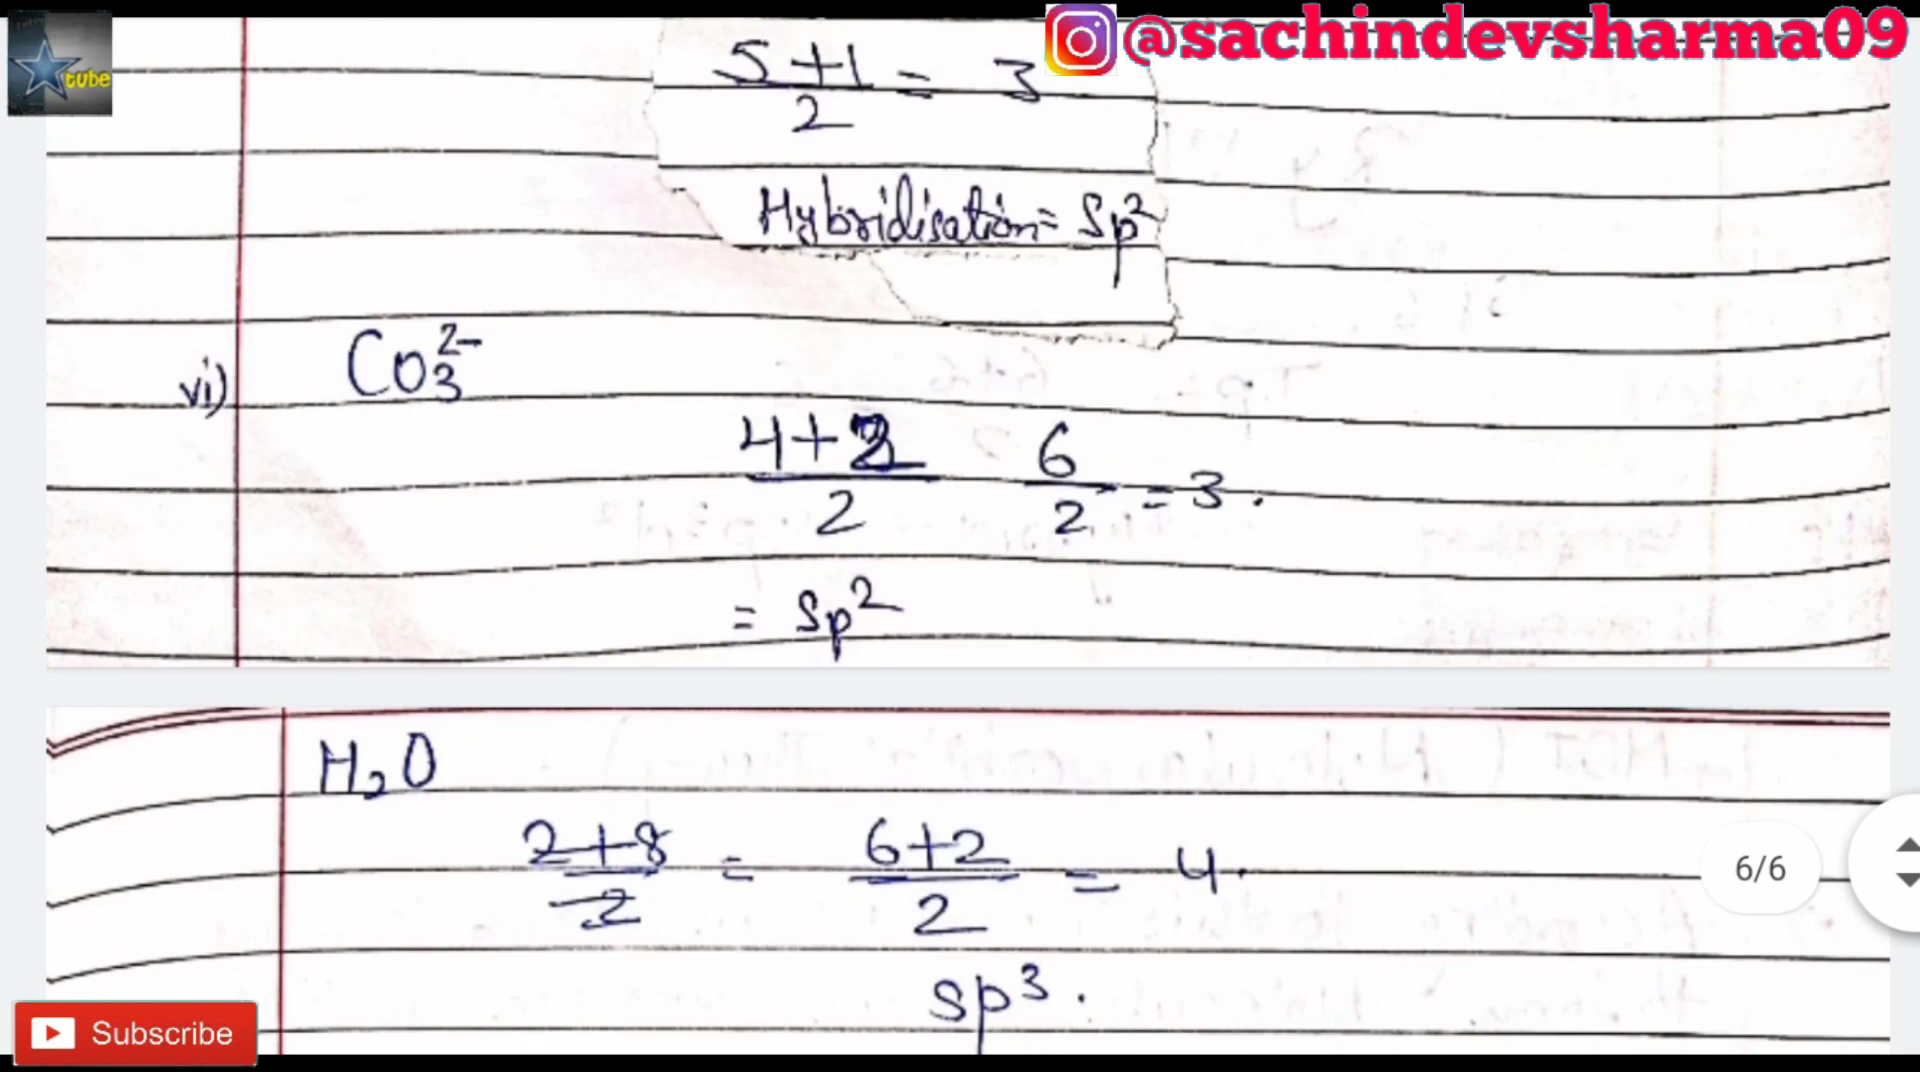 tube
@sachindevsharma09
5+1/2 = 3
Hybridisation = Sp²
vi) Co₃²⁻
4+2/2 6/2 = 3.
= Sp²
H₂O
2+8/2 = 6+2/2 = 4.
6/6
sp³.
Subscribe